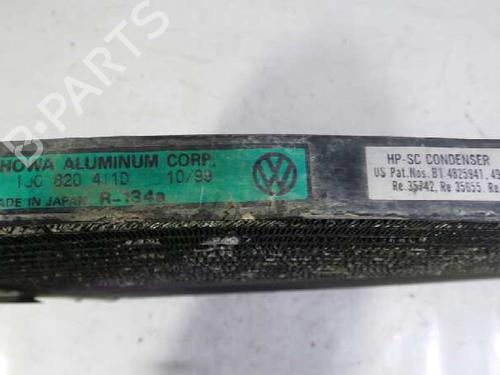 HOWA ALUMINUM CORP.
1J0 820 411D 10/99
ADE IN JAPAN R-134a
HP-SC CONDENSER
US Pat.Nos. BT 4825941, 49
Re.35742, Re 35655, Re
B-PARTS